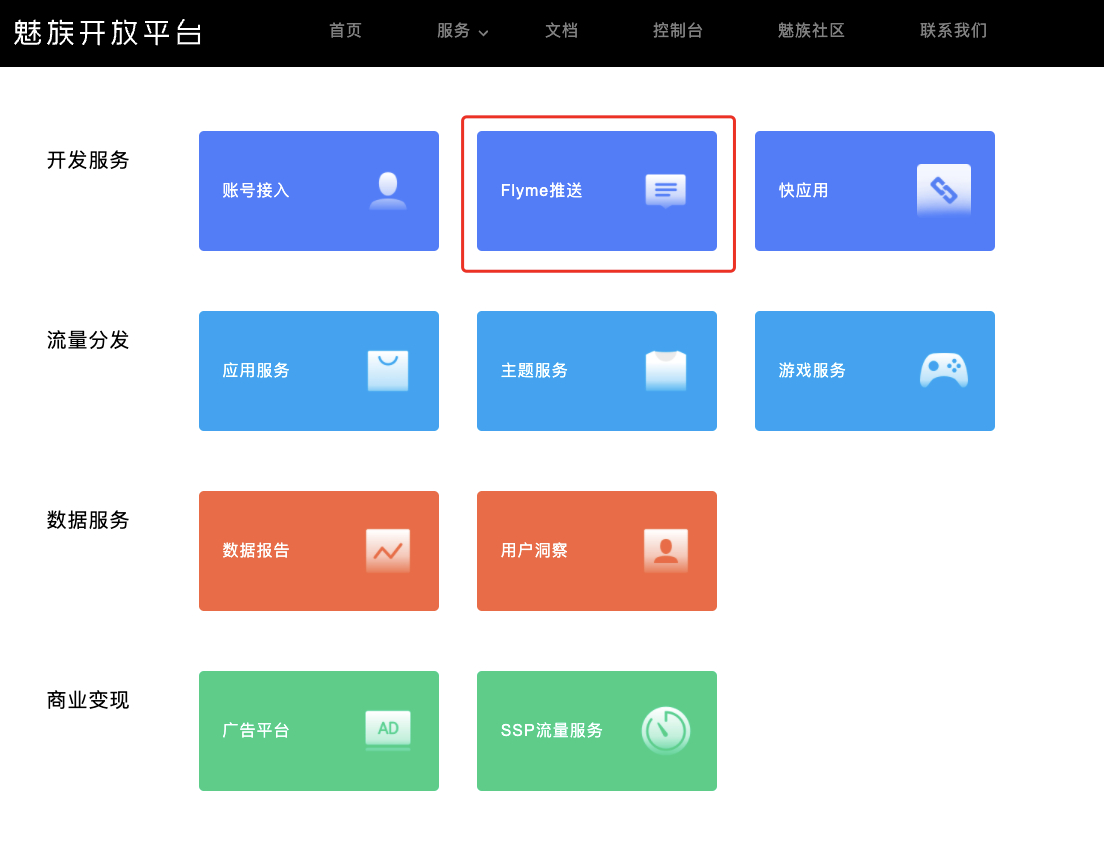 魅族开放平台
首页 服务 文档 控制台 魅族社区 联系我们
开发服务
账号接入
Flyme推送
快应用
流量分发
应用服务
主题服务
游戏服务
数据服务
数据报告
用户洞察
商业变现
广告平台
AD
SSP流量服务